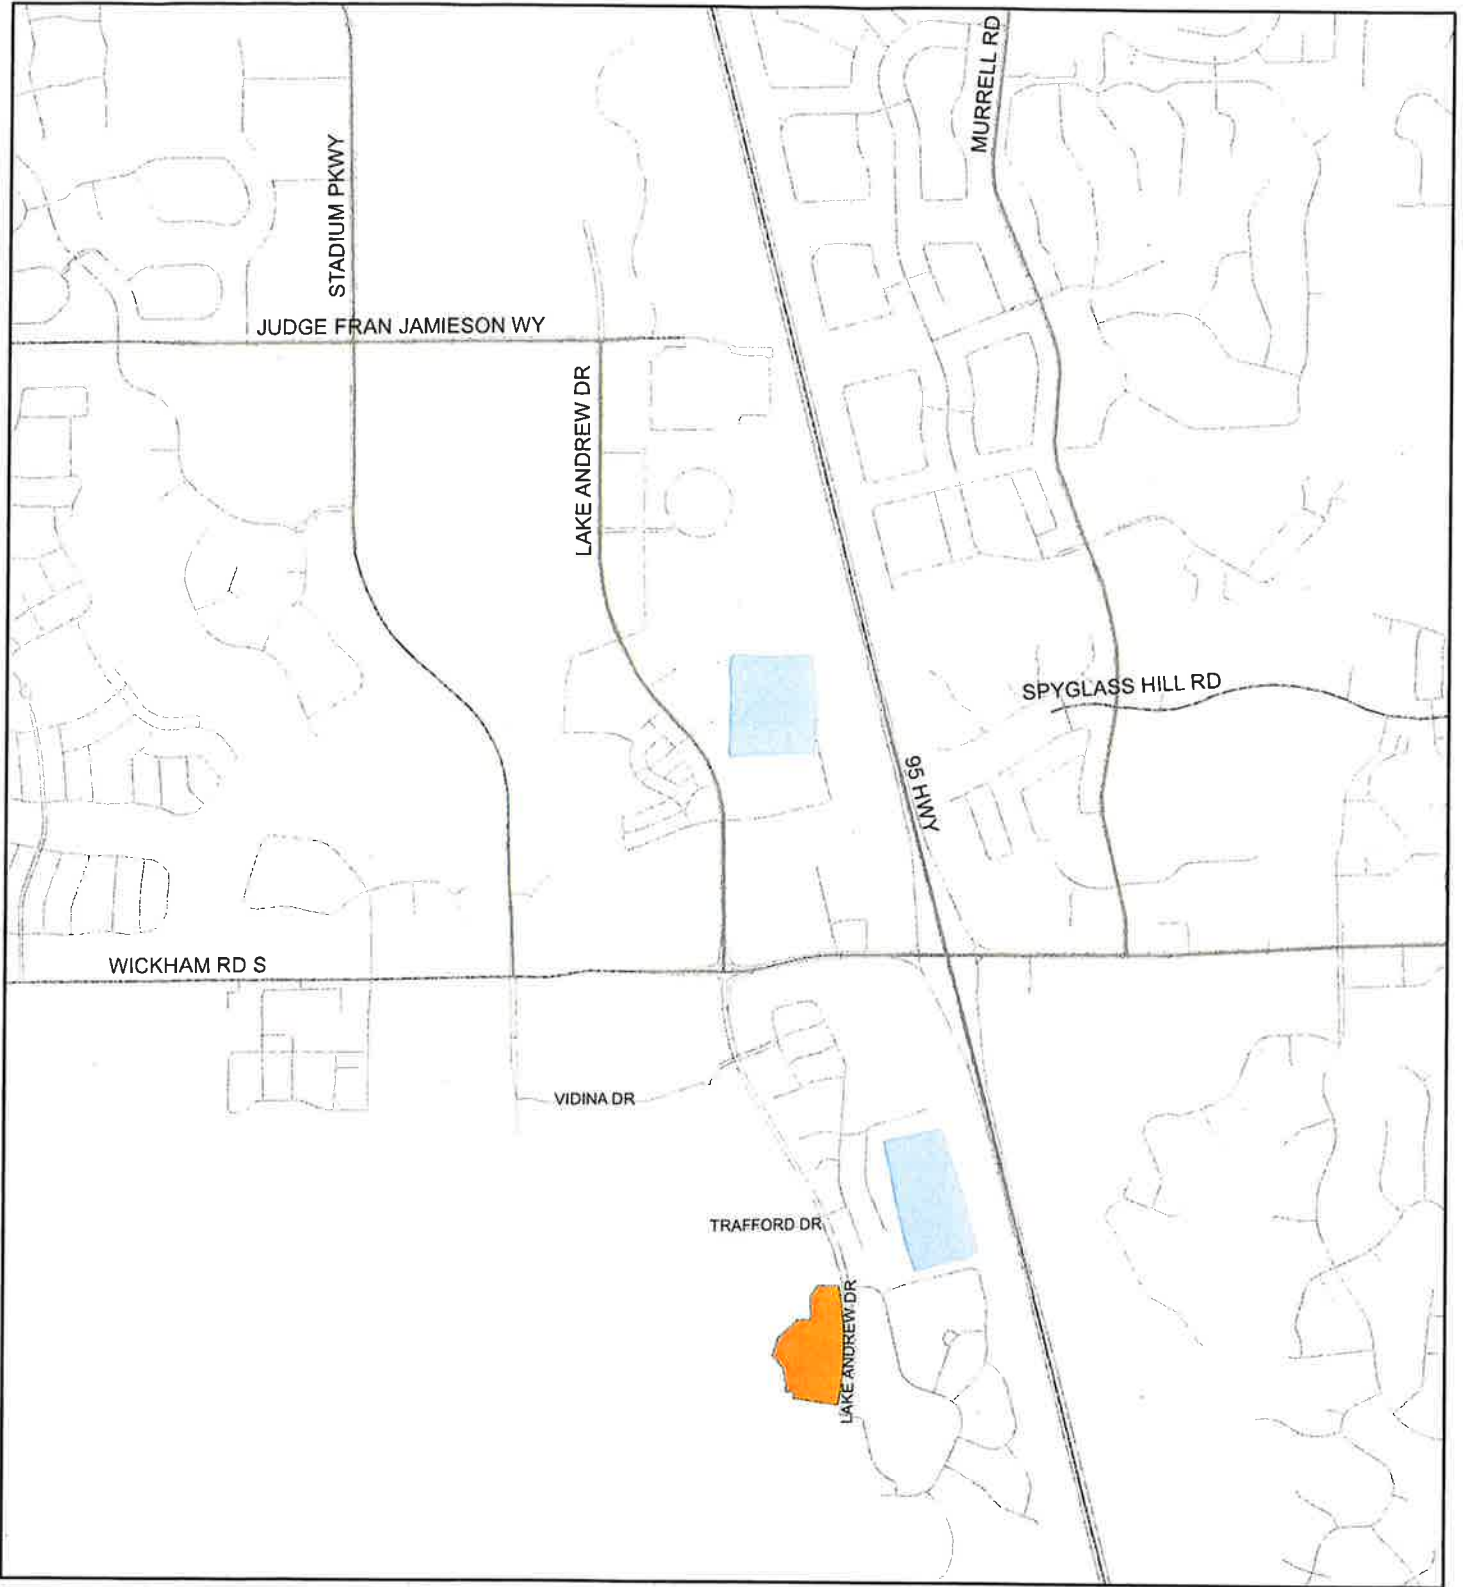 MURRELL RD
STADIUM PKWY
JUDGE FRAN JAMIESON WY
LAKE ANDREW DR
SPYGLASS HILL RD
95 HWY
WICKHAM RD S
VIDINA DR
TRAFFORD DR
LAKE ANDREW DR